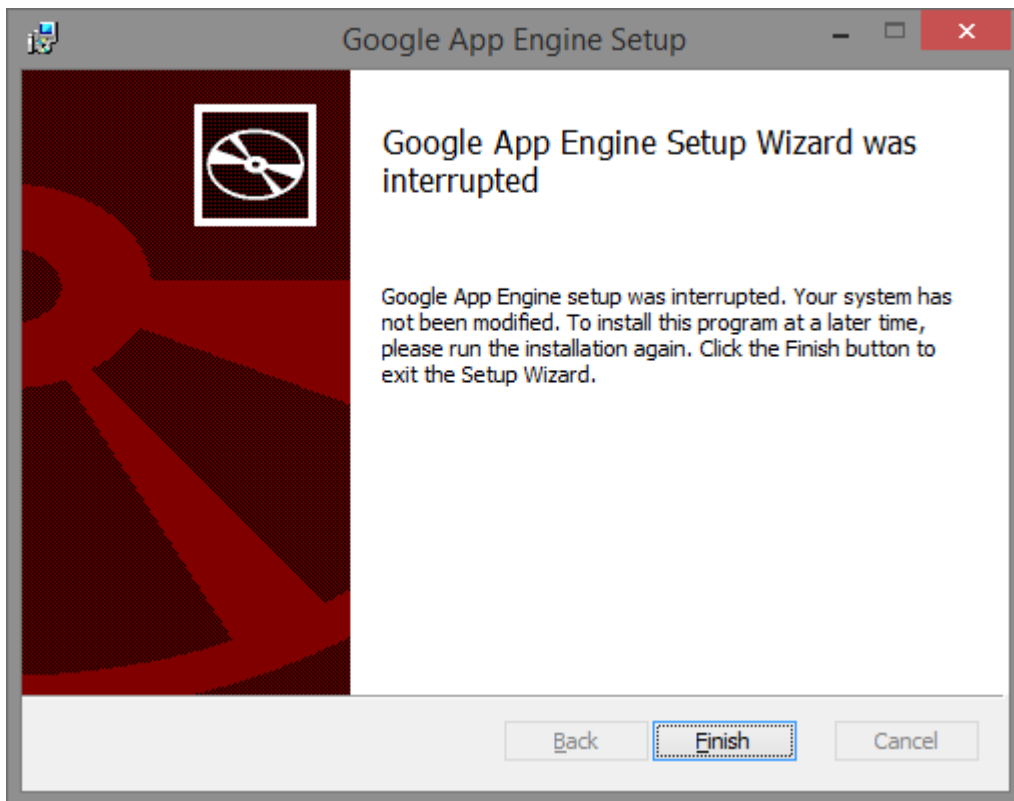 Google App Engine Setup
Google App Engine Setup Wizard was
interrupted
Google App Engine setup was interrupted. Your system has
not been modified. To install this program at a later time,
please run the installation again. Click the Finish button to
exit the Setup Wizard.
Back Finish Cancel